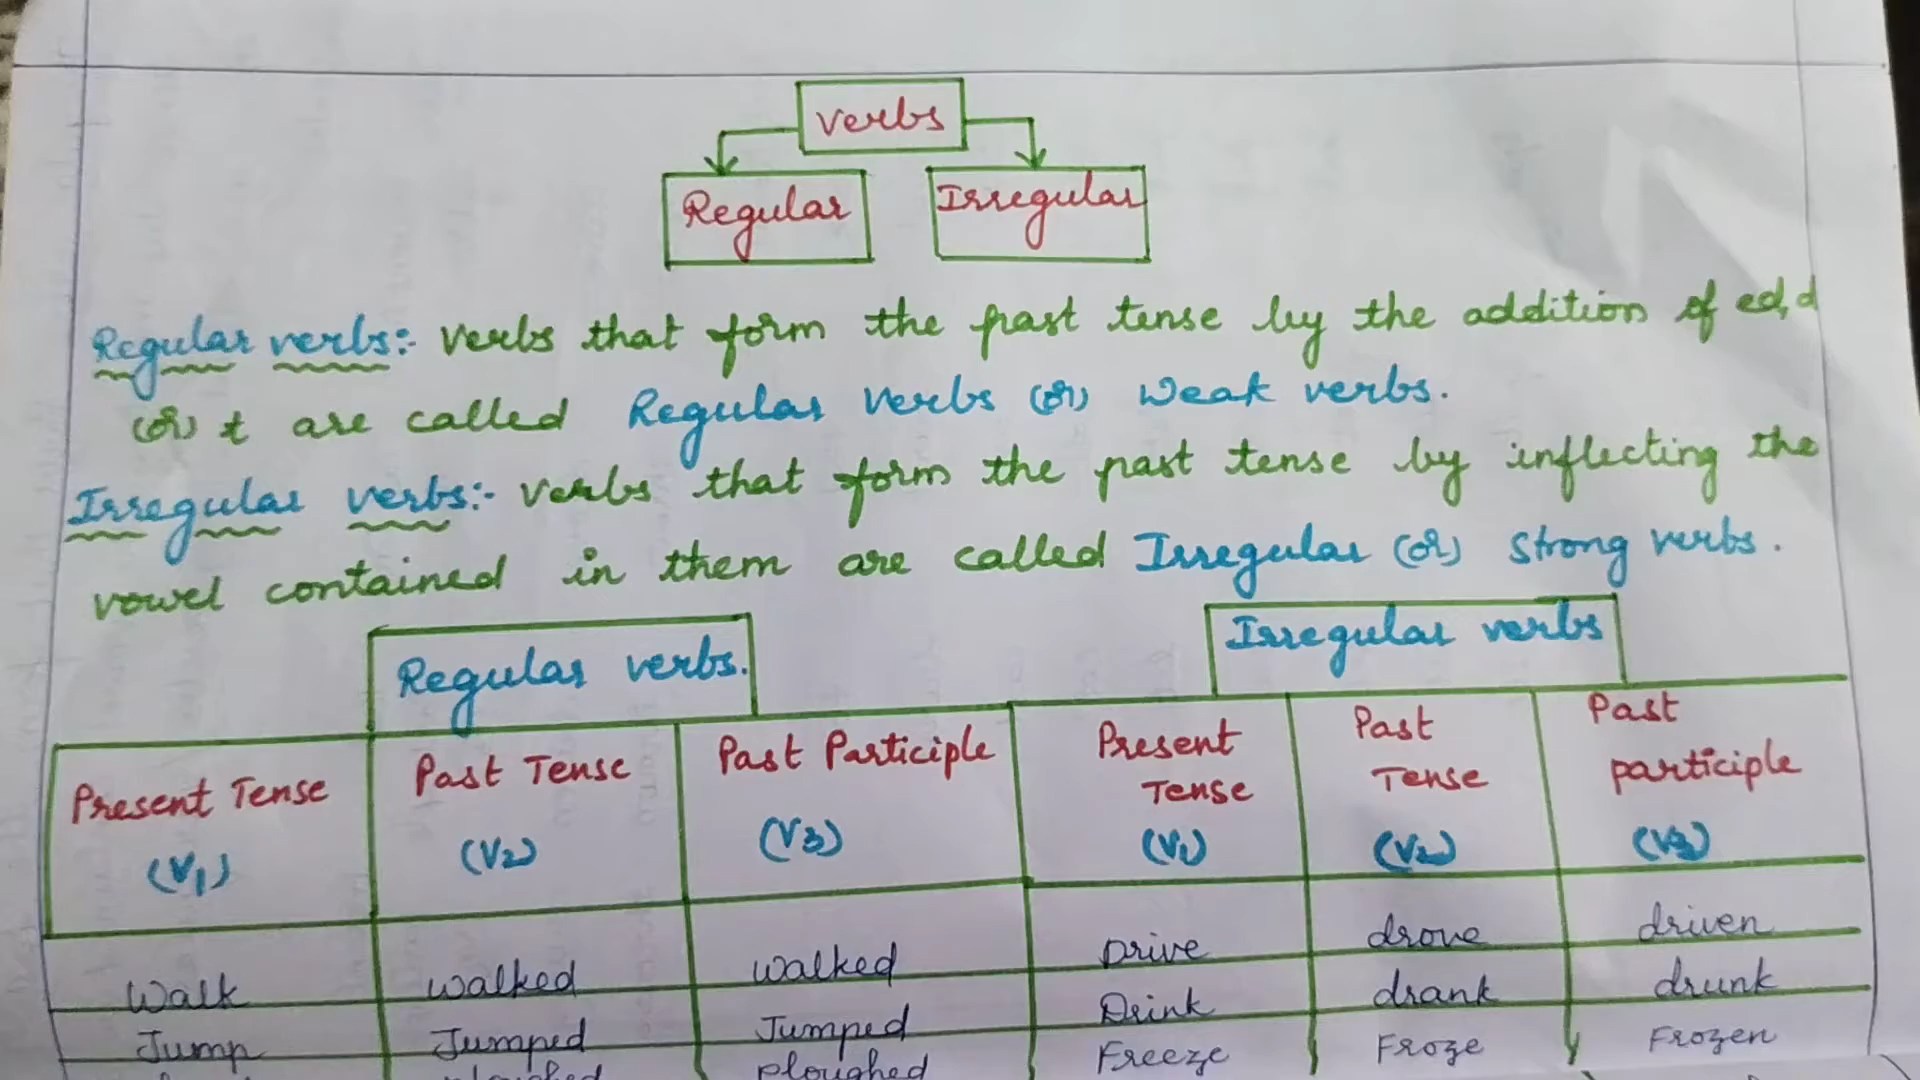 Verbs
Regular Irregular
Regular verbs:- Verbs that form the past tense by the addition of ed, d
(or) t are called Regular Verbs (or) Weak verbs.
Irregular verbs:- Verbs that form the past tense by inflecting the
vowel contained in them are called Irregular (or) Strong verbs.
Regular verbs. Irregular verbs
Present Tense (V1) Past Tense (V2) Past Participle (V3) Present Tense (V1) Past Tense (V2) Past participle (V3)
Walk walked walked Drive drove driven
Jump Jumped Jumped Drink drank drunk
ploughed Freeze Froze Frozen